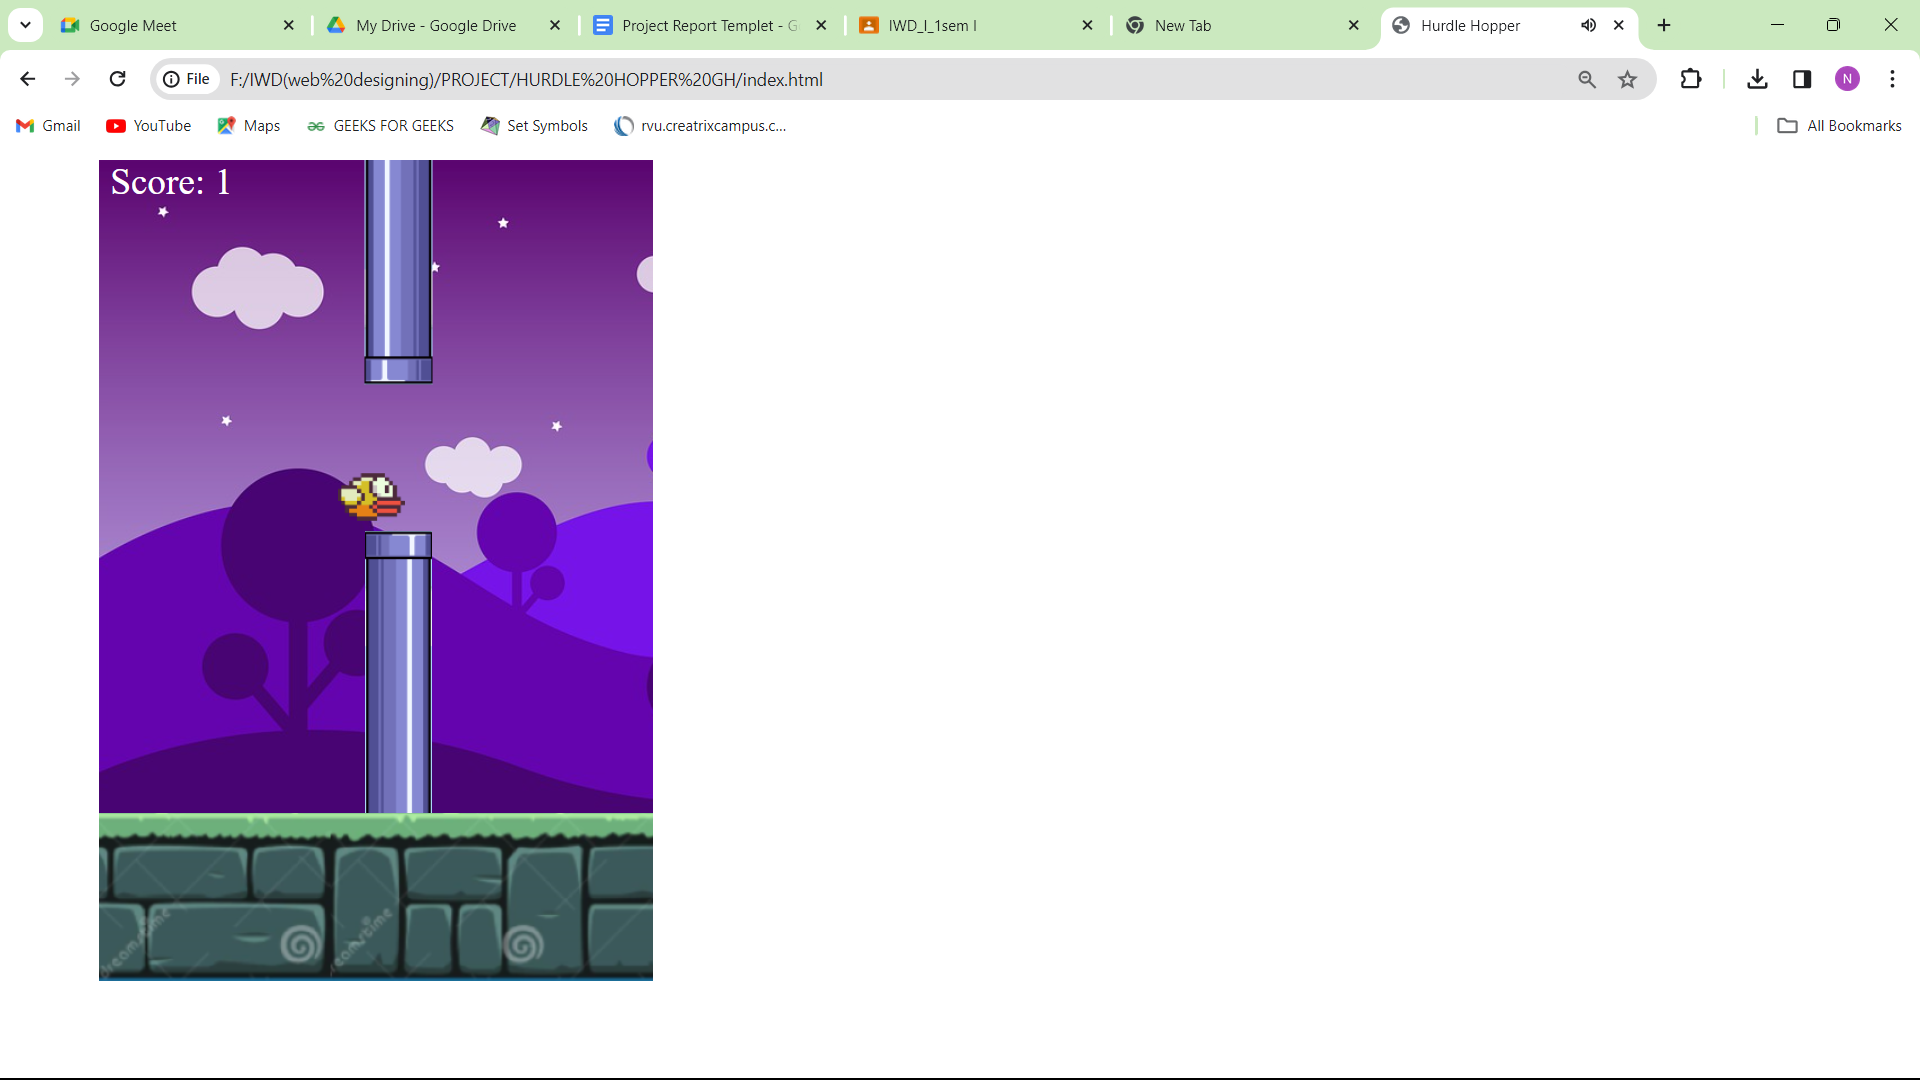 Google Meet
My Drive - Google Drive
Project Report Templet - G
IWD_I_1sem I
New Tab
Hurdle Hopper
File
F:/IWD(web%20designing)/PROJECT/HURDLE%20HOPPER%20GH/index.html
N
Gmail
YouTube
Maps
GEEKS FOR GEEKS
Set Symbols
rvu.creatrixcampus.c...
All Bookmarks
Score: 1
dreamstime
dreamstime